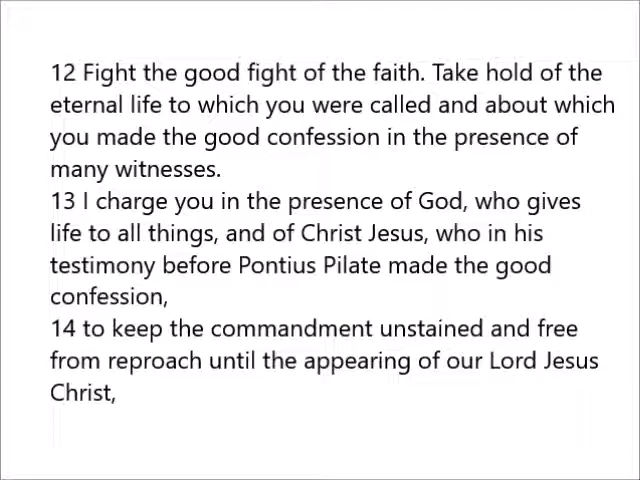 12 Fight the good fight of the faith. Take hold of the
eternal life to which you were called and about which
you made the good confession in the presence of
many witnesses.
13 I charge you in the presence of God, who gives
life to all things, and of Christ Jesus, who in his
testimony before Pontius Pilate made the good
confession,
14 to keep the commandment unstained and free
from reproach until the appearing of our Lord Jesus
Christ,